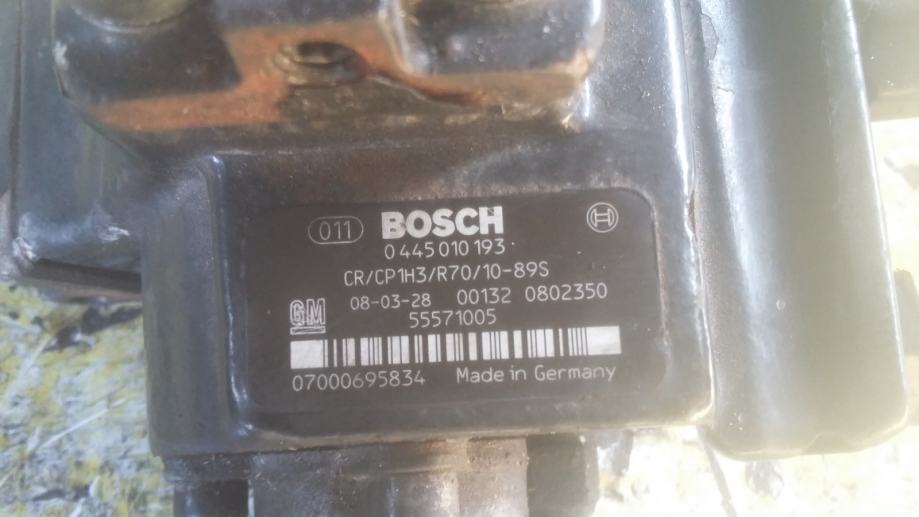 011 BOSCH
0 445 010 193
CR/CP1H3/R70/10-89S
GM 08-03-28 00132 0802350
55571005
07000695834 Made in Germany